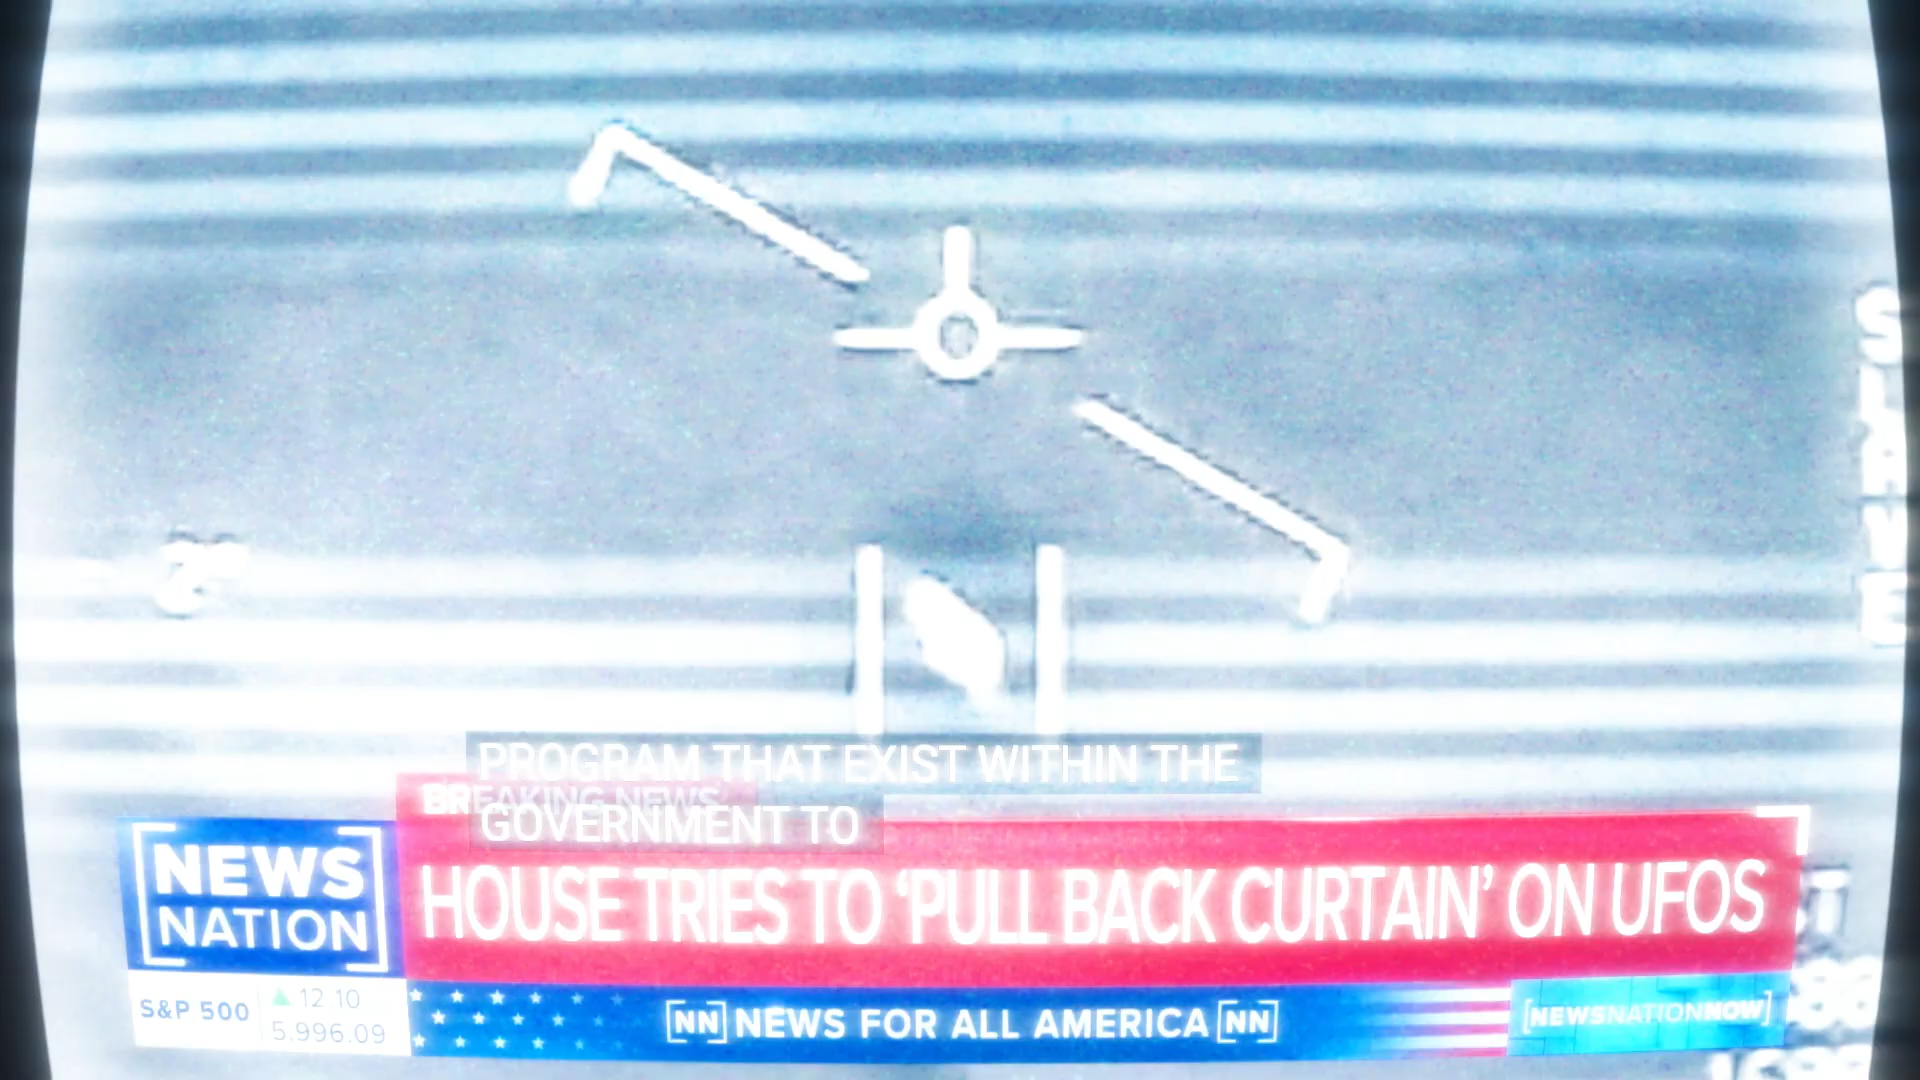 SLAVE
PROGRAM THAT EXIST WITHIN THE
BREAKING NEWS
GOVERNMENT TO
HOUSE TRIES TO ‘PULL BACK CURTAIN’ ON UFOS
NEWS
NATION
S&P 500
12.10
5,996.09
NN NEWS FOR ALL AMERICA NN
NEWSNATIONNOW